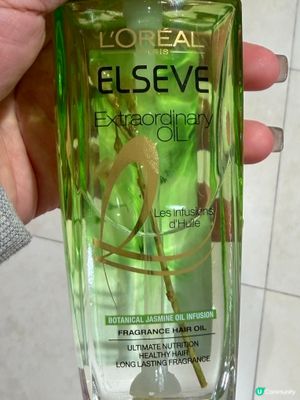 L'ORÉAL
PARIS
ELSEVE
Extraordinary
OIL
Les Infusions
d'Huile
BOTANICAL JASMINE OIL INFUSION
FRAGRANCE HAIR OIL
ULTIMATE NUTRITION
HEALTHY HAIR
LONG LASTING FRAGRANCE
Community